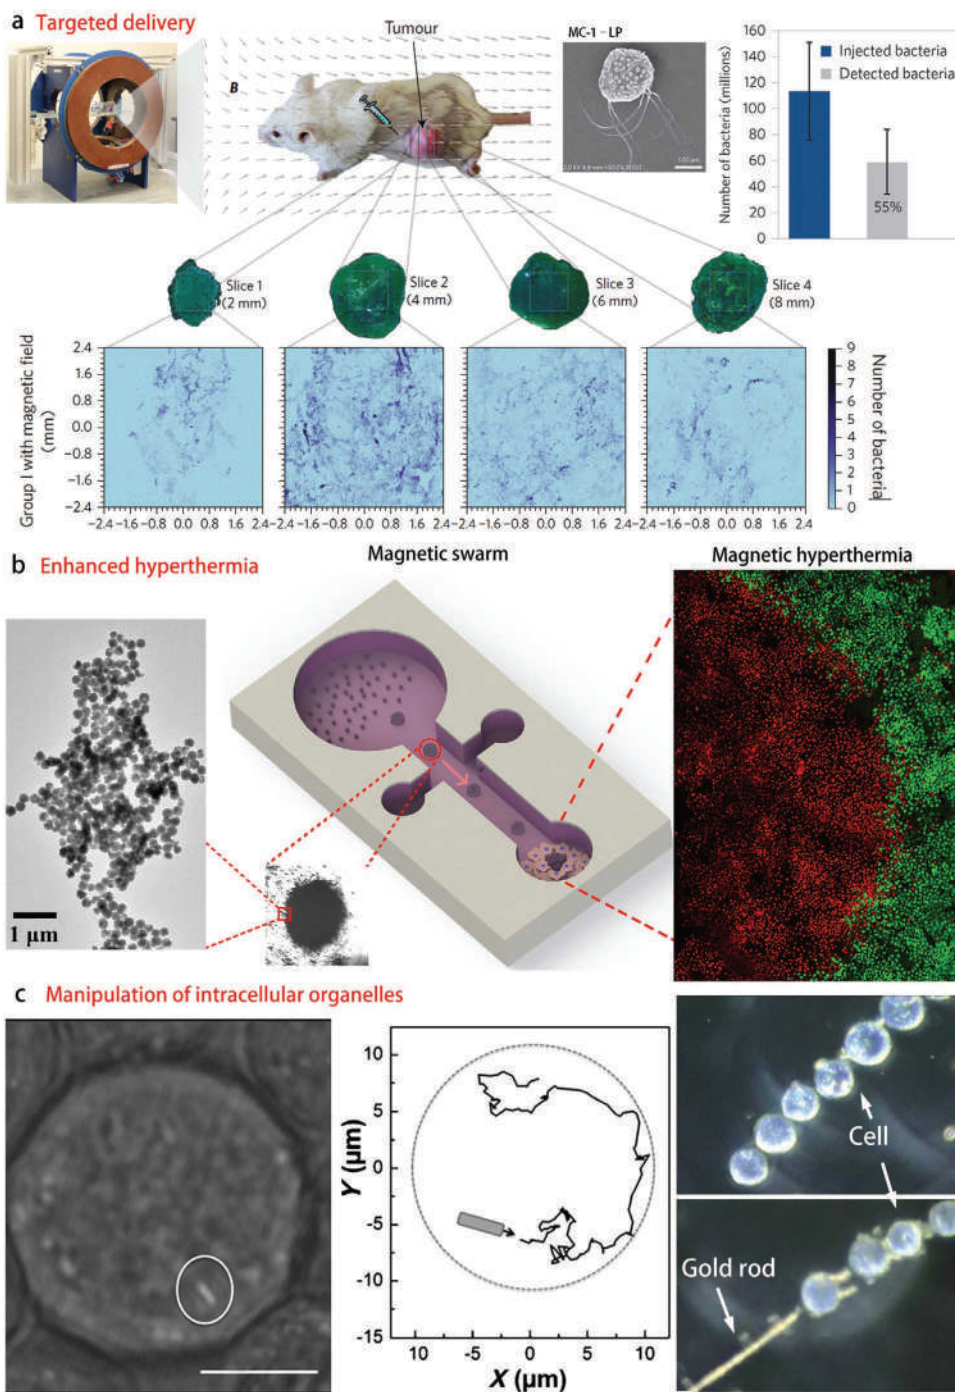 a Targeted delivery
Tumour
B
MC-1 – LP
Number of bacteria (millions)
160
140
120
100
80
60
40
20
0
Injected bacteria
Detected bacteria
55%
Slice 1
(2 mm)
Slice 2
(4 mm)
Slice 3
(6 mm)
Slice 4
(8 mm)
Group I with magnetic field
(mm)
2.4
1.6
0.8
0.0
−0.8
−1.6
−2.4
−2.4 −1.6 −0.8 0.0 0.8 1.6 2.4
−2.4 −1.6 −0.8 0.0 0.8 1.6 2.4
−2.4 −1.6 −0.8 0.0 0.8 1.6 2.4
−2.4 −1.6 −0.8 0.0 0.8 1.6 2.4
9
8
7
6
5
4
3
2
1
0
Number of bacteria
b Enhanced hyperthermia
Magnetic swarm
Magnetic hyperthermia
1 μm
c Manipulation of intracellular organelles
Y (μm)
10
5
0
-5
-10
-15
-10 -5 0 5 10
X (μm)
Cell
Gold rod